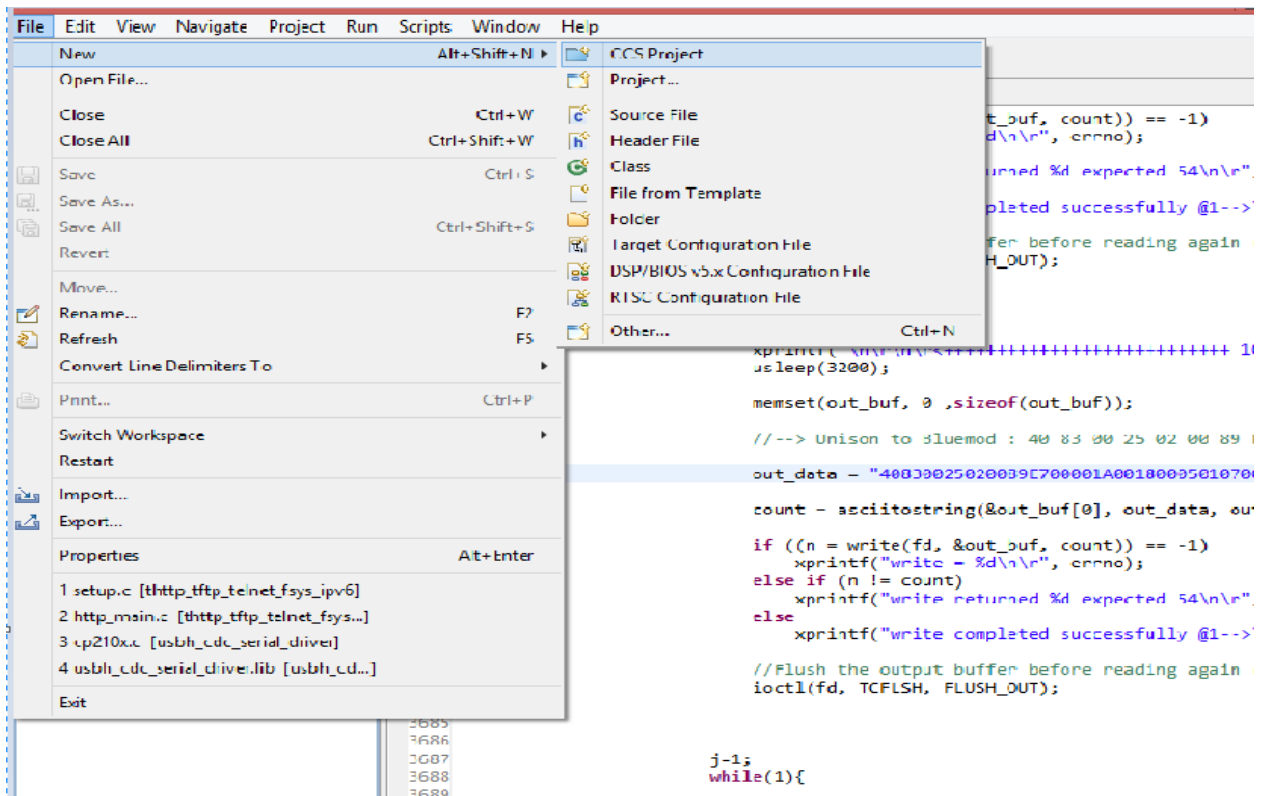 File Edit View Navigate Project Run Scripts Window Help
New Alt+Shift+N
Open File...
Close Ctrl+W
Close All Ctrl+Shift+W
Save Ctrl+S
Save As...
Save All Ctrl+Shift+S
Revert
Move...
Rename... F2
Refresh F5
Convert Line Delimiters To
Print... Ctrl+P
Switch Workspace
Restart
Import...
Export...
Properties Alt+Enter
1 setup.c [thttp_tftp_telnet_fsys_ipv6]
2 http_main.c [thttp_tftp_telnet_fsys...]
3 cp210x.c [usbh_cdc_serial_driver]
4 usbh_cdc_serial_driver.lib [usbh_cd...]
Exit
CCS Project
Project...
Source File
Header File
Class
File from Template
Folder
Target Configuration File
DSP/BIOS v5.x Configuration File
RTSC Configuration File
Other... Ctrl+N
t_buf, count)) == -1)
d\n\r", errno);
urned %d expected 54\n\r"
pleted successfully @1-->
fer before reading again
H_OUT);
usleep(3200);
memset(out_buf, 0 ,sizeof(out_buf));
//--> Unison to Bluemod : 40 83 00 25 02 00 89
out_data =
count = asciitostring(&out_buf[0], out_data,
if ((n = write(fd, &out_buf, count)) == -1)
xprintf("write = %d\n\r", errno);
else if (n != count)
xprintf("write returned %d expected 54\n\r"
else
xprintf("write completed successfully @1-->
//Flush the output buffer before reading again
ioctl(fd, TCFLSH, FLUSH_OUT);
3685
3686
3687 j=1;
3688 while(1){
3689